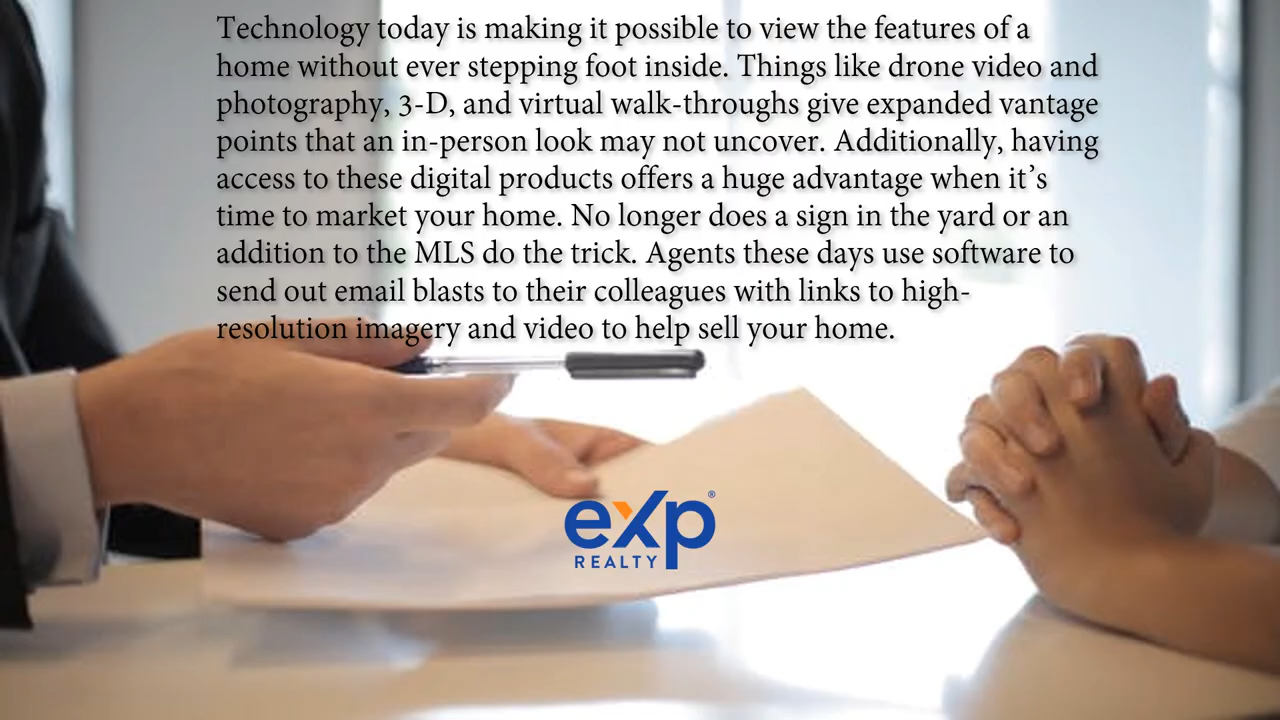 Technology today is making it possible to view the features of a
home without ever stepping foot inside. Things like drone video and
photography, 3-D, and virtual walk-throughs give expanded vantage
points that an in-person look may not uncover. Additionally, having
access to these digital products offers a huge advantage when it’s
time to market your home. No longer does a sign in the yard or an
addition to the MLS do the trick. Agents these days use software to
send out email blasts to their colleagues with links to high-
resolution imagery and video to help sell your home.
exp®
REALTY